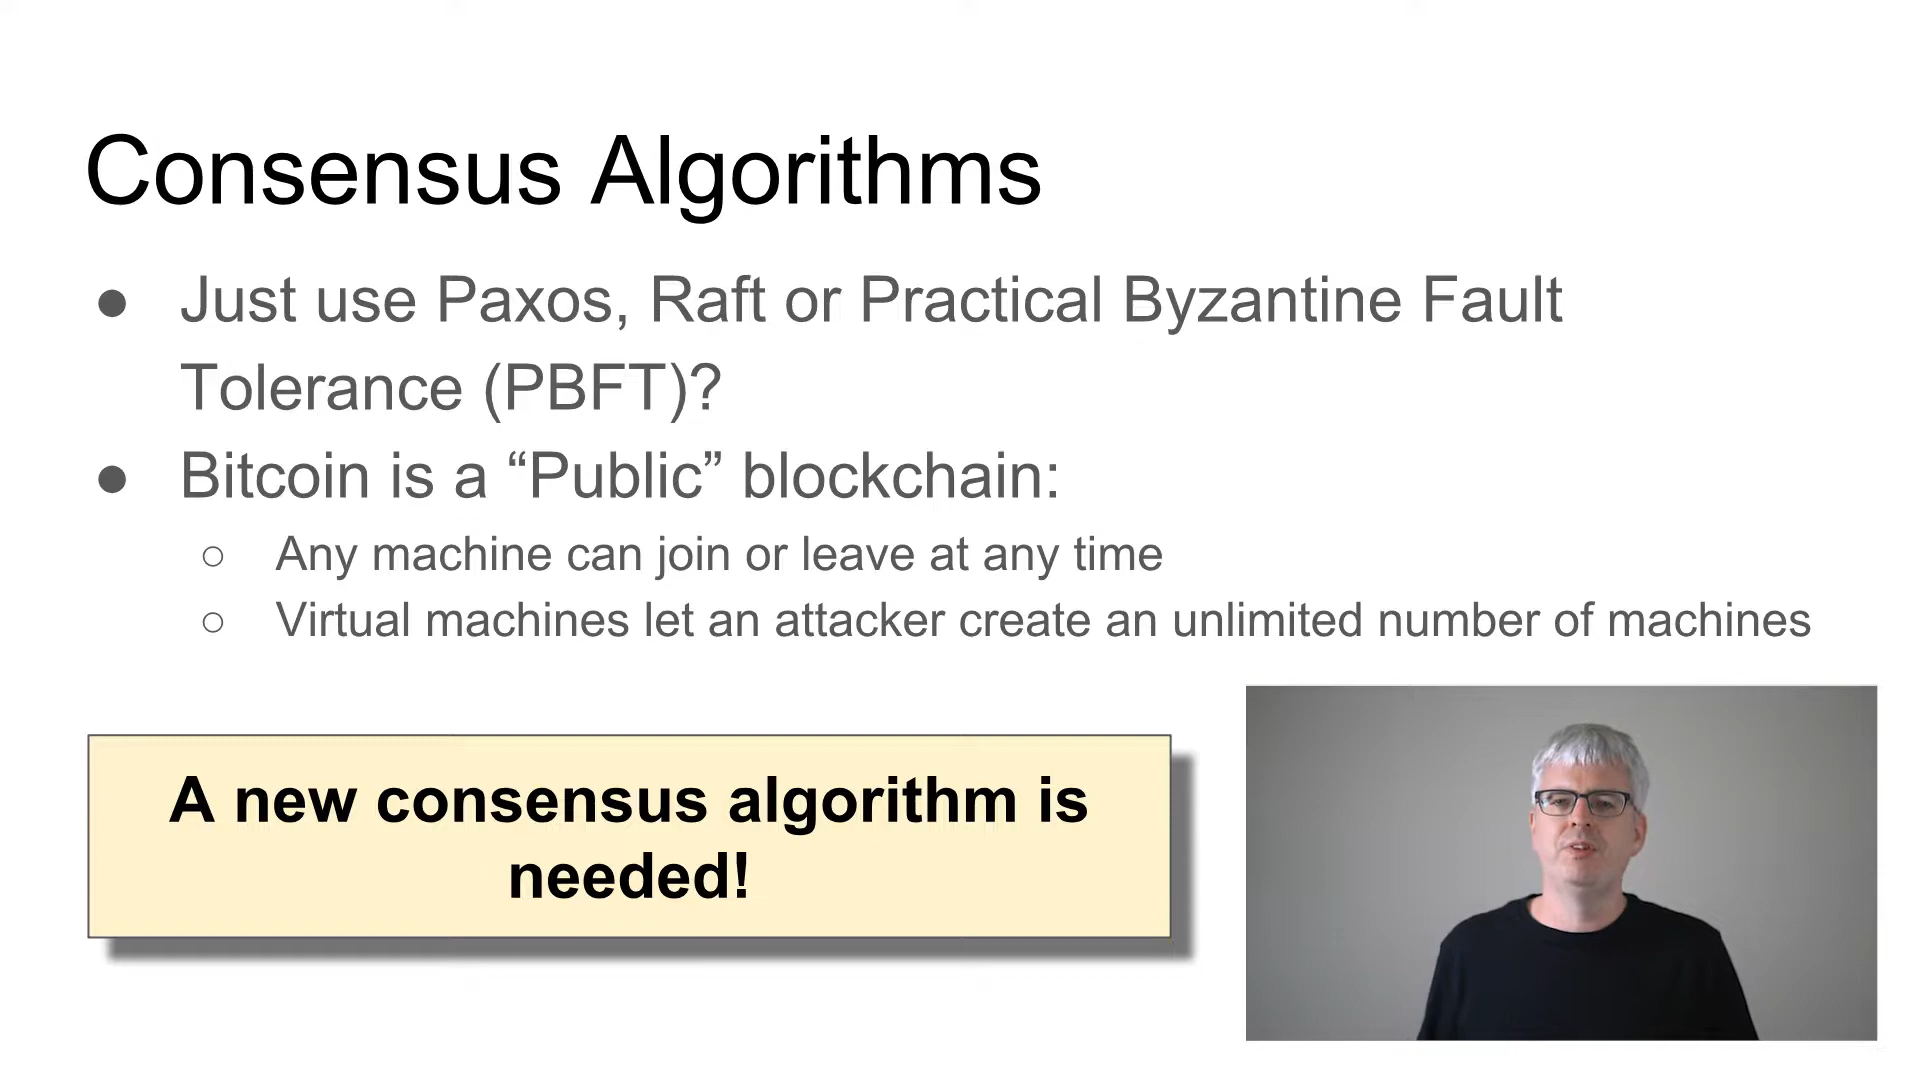 Consensus Algorithms
● Just use Paxos, Raft or Practical Byzantine Fault
Tolerance (PBFT)?
● Bitcoin is a “Public” blockchain:
○ Any machine can join or leave at any time
○ Virtual machines let an attacker create an unlimited number of machines
A new consensus algorithm is
needed!